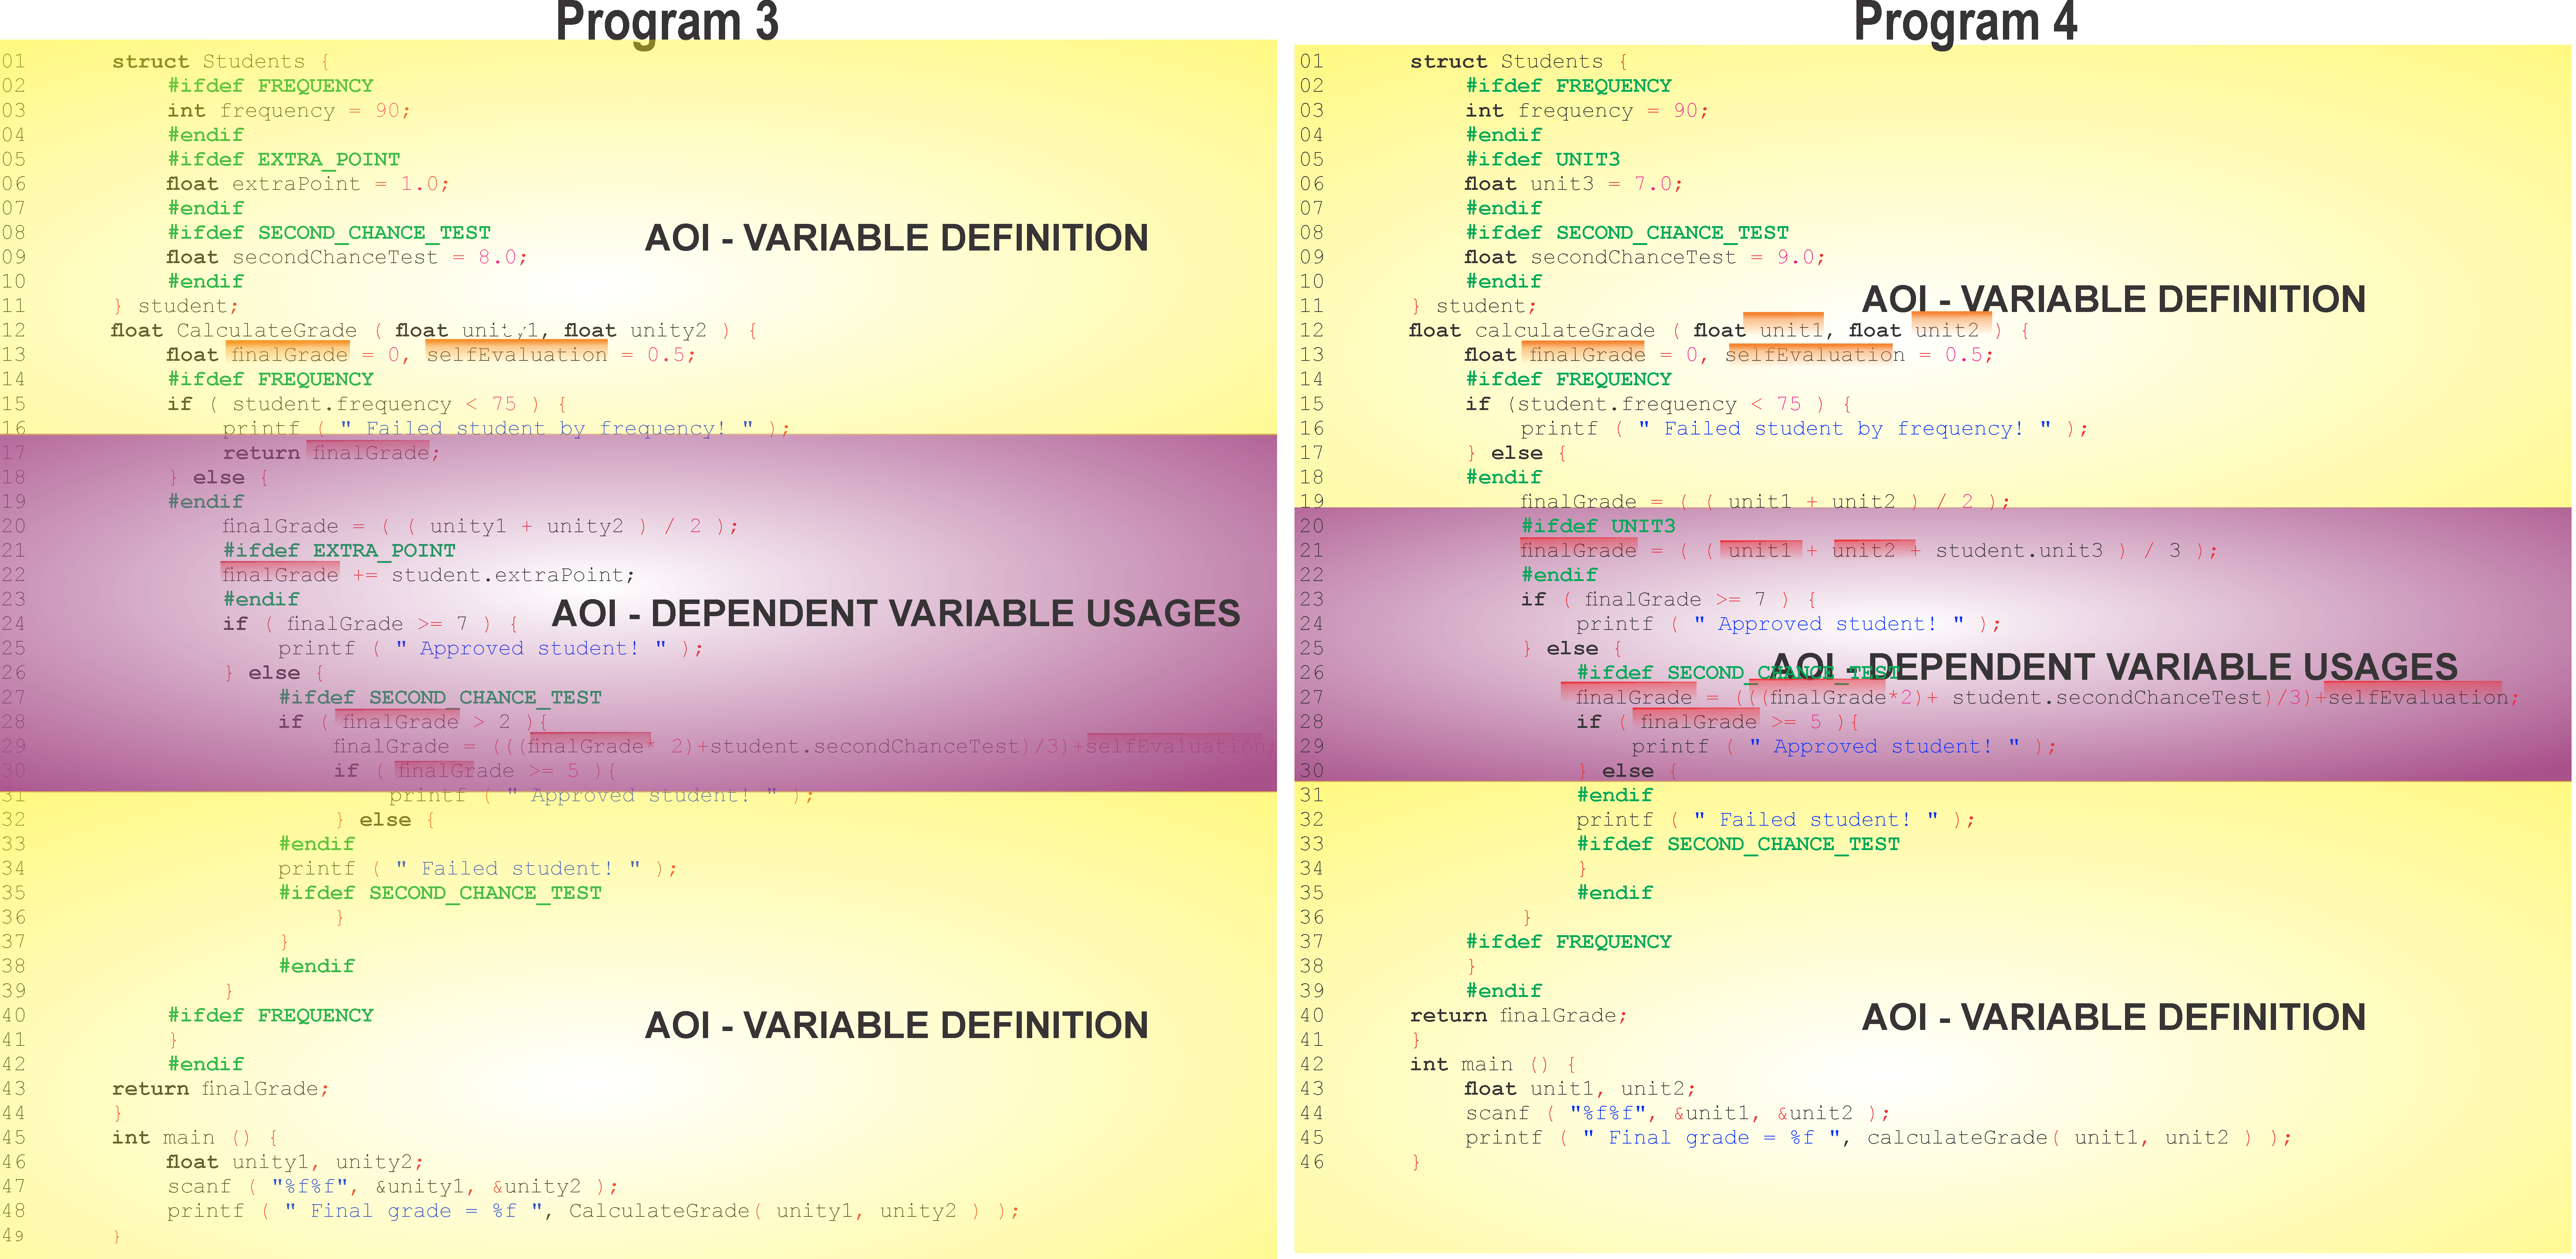 Program 3
01 struct Students {
02 #ifdef FREQUENCY
03 int frequency = 90;
04 #endif
05 #ifdef EXTRA_POINT
06 float extraPoint = 1.0;
07 #endif
08 #ifdef SECOND_CHANCE_TEST
AOI - VARIABLE DEFINITION
09 float secondChanceTest = 8.0;
10 #endif
11 } student;
12 float CalculateGrade ( float unity1, float unity2 ) {
13 float finalGrade = 0, selfEvaluation = 0.5;
14 #ifdef FREQUENCY
15 if ( student.frequency < 75 ) {
16 printf ( " Failed student by frequency! " );
17 return finalGrade;
18 } else {
19 #endif
20 finalGrade = ( ( unity1 + unity2 ) / 2 );
21 #ifdef EXTRA_POINT
22 finalGrade += student.extraPoint;
23 #endif
AOI - DEPENDENT VARIABLE USAGES
24 if ( finalGrade >= 7 ) {
25 printf ( " Approved student! " );
26 } else {
27 #ifdef SECOND_CHANCE_TEST
28 if ( finalGrade > 2 ){
29 finalGrade = (((finalGrade* 2)+student.secondChanceTest)/3)+selfEvaluation;
30 if ( finalGrade >= 5 ){
31 printf ( " Approved student! " );
32 } else {
33 #endif
34 printf ( " Failed student! " );
35 #ifdef SECOND_CHANCE_TEST
36 }
37 }
38 #endif
39 }
40 #ifdef FREQUENCY
AOI - VARIABLE DEFINITION
41 }
42 #endif
43 return finalGrade;
44 }
45 int main () {
46 float unity1, unity2;
47 scanf ( "%f%f", &unity1, &unity2 );
48 printf ( " Final grade = %f ", CalculateGrade( unity1, unity2 ) );
49 }
Program 4
01 struct Students {
02 #ifdef FREQUENCY
03 int frequency = 90;
04 #endif
05 #ifdef UNIT3
06 float unit3 = 7.0;
07 #endif
08 #ifdef SECOND_CHANCE_TEST
09 float secondChanceTest = 9.0;
10 #endif
AOI - VARIABLE DEFINITION
11 } student;
12 float calculateGrade ( float unit1, float unit2 ) {
13 float finalGrade = 0, selfEvaluation = 0.5;
14 #ifdef FREQUENCY
15 if (student.frequency < 75 ) {
16 printf ( " Failed student by frequency! " );
17 } else {
18 #endif
19 finalGrade = ( ( unit1 + unit2 ) / 2 );
20 #ifdef UNIT3
21 finalGrade = ( ( unit1 + unit2 + student.unit3 ) / 3 );
22 #endif
23 if ( finalGrade >= 7 ) {
24 printf ( " Approved student! " );
25 } else {
AOI - DEPENDENT VARIABLE USAGES
26 #ifdef SECOND_CHANCE_TEST
27 finalGrade = (((finalGrade*2)+ student.secondChanceTest)/3)+selfEvaluation;
28 if ( finalGrade >= 5 ){
29 printf ( " Approved student! " );
30 } else {
31 #endif
32 printf ( " Failed student! " );
33 #ifdef SECOND_CHANCE_TEST
34 }
35 #endif
36 }
37 #ifdef FREQUENCY
38 }
39 #endif
AOI - VARIABLE DEFINITION
40 return finalGrade;
41 }
42 int main () {
43 float unit1, unit2;
44 scanf ( "%f%f", &unit1, &unit2 );
45 printf ( " Final grade = %f ", calculateGrade( unit1, unit2 ) );
46 }